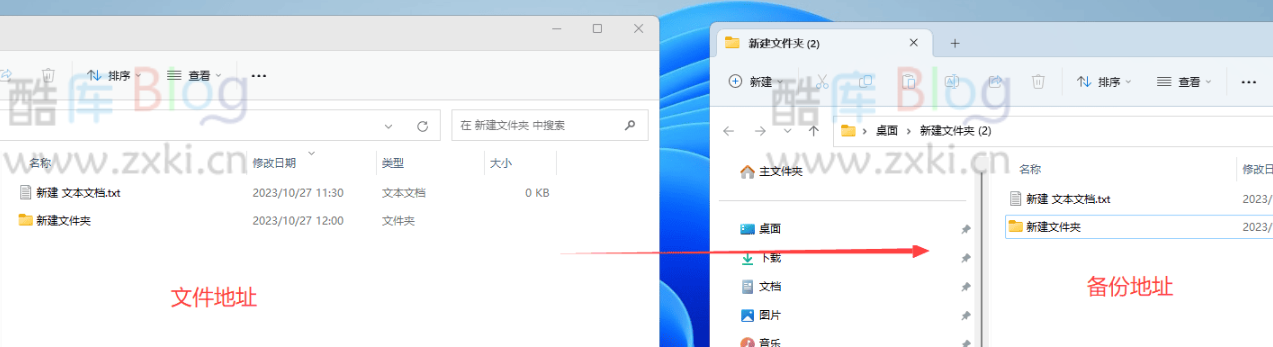 新建文件夹 (2)
排序
查看
新建
排序
查看
酷库Blog
酷库Blog
在 新建文件夹 中搜索
桌面
新建文件夹 (2)
www.zxki.cn
www.zxki.cn
名称
修改日期
类型
大小
新建 文本文档.txt
2023/10/27 11:30
文本文档
0 KB
新建文件夹
2023/10/27 12:00
文件夹
文件地址
主文件夹
桌面
下载
文档
图片
音乐
名称
修改日
新建 文本文档.txt
2023/
新建文件夹
2023/
备份地址